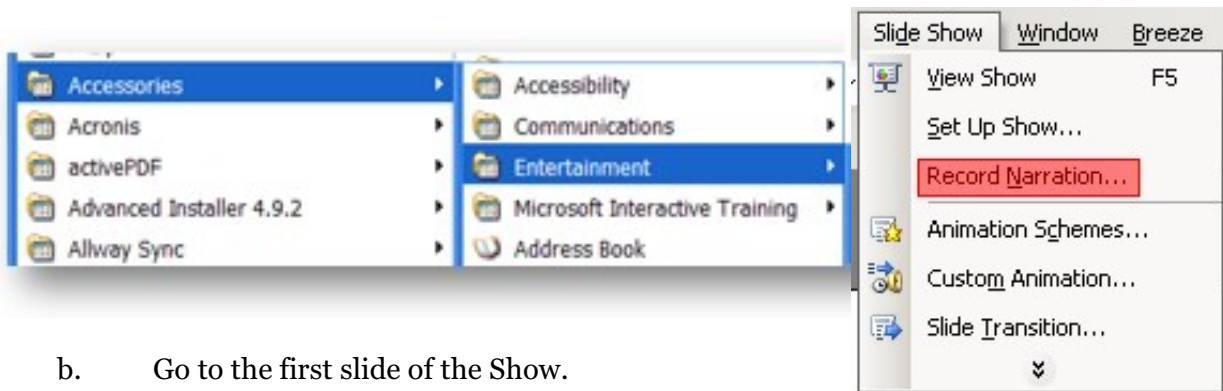 Accessories
Acronis
activePDF
Advanced Installer 4.9.2
Allway Sync
Accessibility
Communications
Entertainment
Microsoft Interactive Training
Address Book
Slide Show Window Breeze
View Show F5
Set Up Show...
Record Narration...
Animation Schemes...
Custom Animation...
Slide Transition...
b. Go to the first slide of the Show.